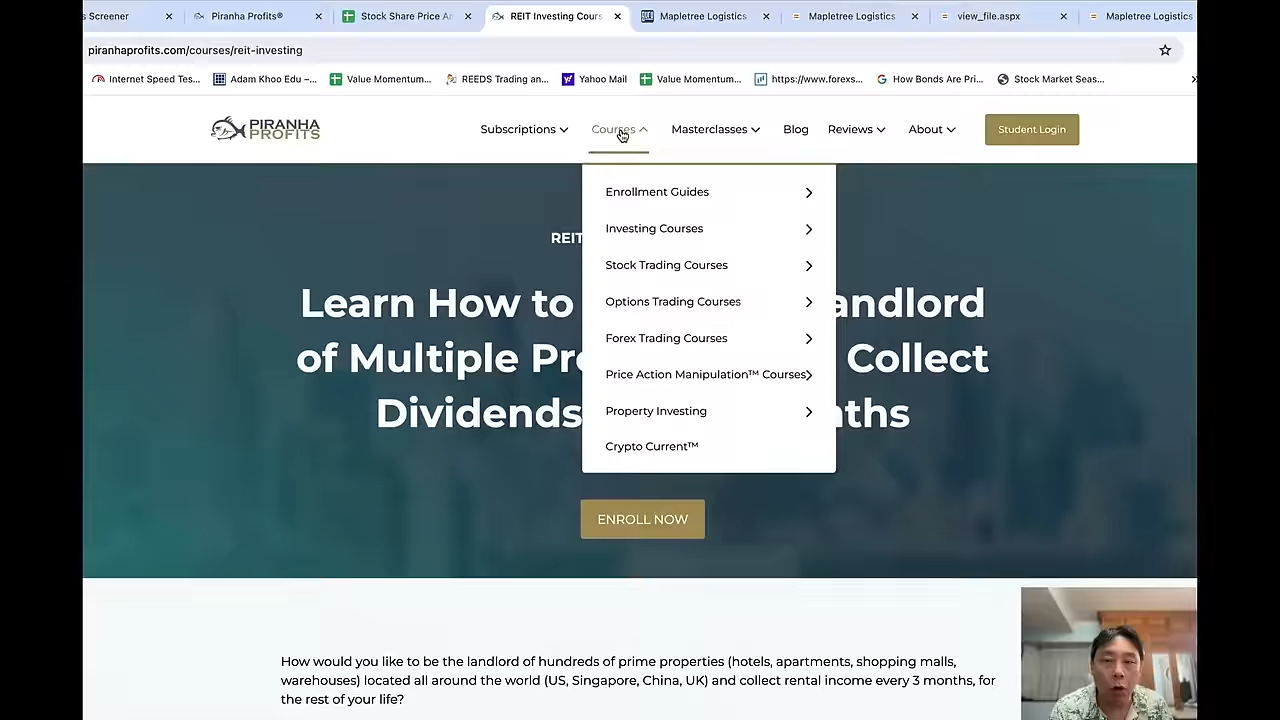 s Screener
Piranha Profits®
Stock Share Price A
REIT Investing Cours
Mapletree Logistics
Mapletree Logistics
view_file.aspx
Mapletree Logistics
piranhaprofits.com/courses/reit-investing
Internet Speed Tes...
Adam Khoo Edu –...
Value Momentum...
REEDS Trading an...
Yahoo Mail
Value Momentum...
https://www.forexs...
How Bonds Are Pri...
Stock Market Seas...
PIRANHA
PROFITS
Subscriptions
Courses
Masterclasses
Blog
Reviews
About
Student Login
Enrollment Guides
Investing Courses
Stock Trading Courses
Options Trading Courses
Forex Trading Courses
Price Action Manipulation™ Courses
Property Investing
Crypto Current™
REIT
Learn How to andlord
of Multiple Pro Collect
Dividends nths
ENROLL NOW
How would you like to be the landlord of hundreds of prime properties (hotels, apartments, shopping malls,
warehouses) located all around the world (US, Singapore, China, UK) and collect rental income every 3 months, for
the rest of your life?